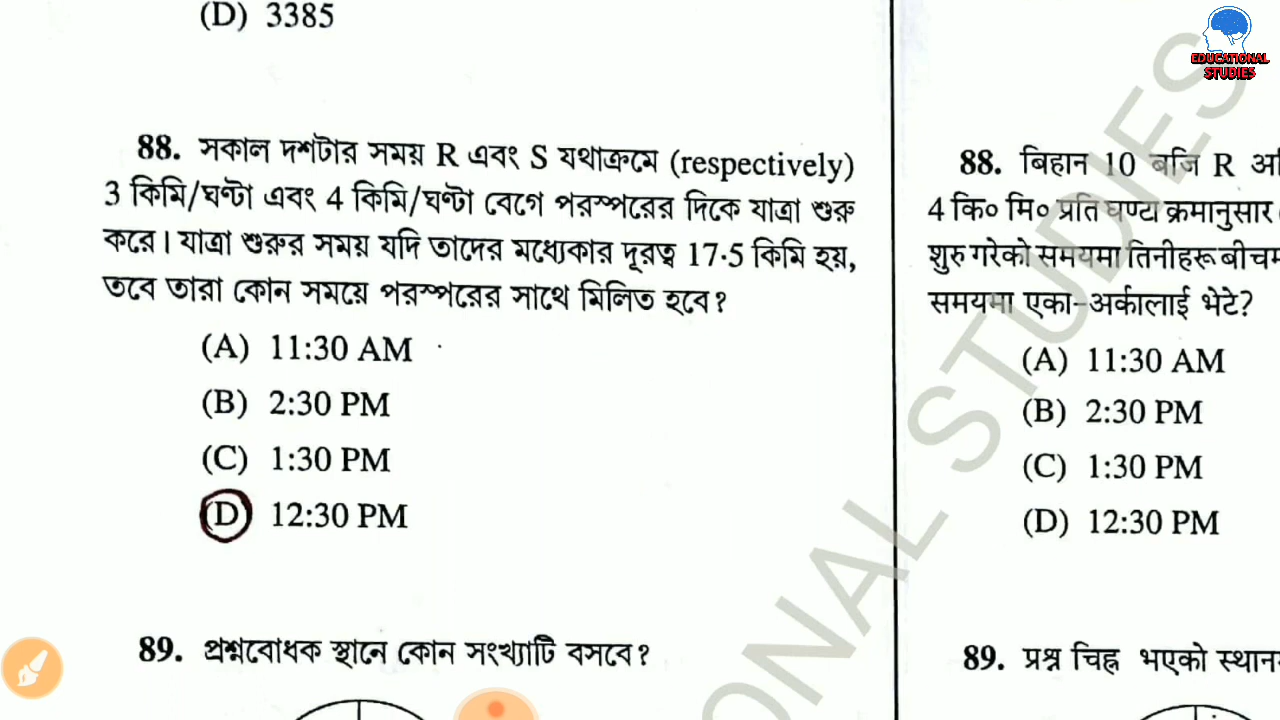 (D) 3385
EDUCATIONAL
STUDIES
88. সকাল দশটার সময় R এবং S যথাক্রমে (respectively)
3 কিমি/ঘণ্টা এবং 4 কিমি/ঘণ্টা বেগে পরস্পরের দিকে যাত্রা শুরু
করে। যাত্রা শুরুর সময় যদি তাদের মধ্যেকার দূরত্ব 17·5 কিমি হয়,
তবে তারা কোন সময়ে পরস্পরের সাথে মিলিত হবে?
(A) 11:30 AM
(B) 2:30 PM
(C) 1:30 PM
(D) 12:30 PM
89. প্রশ্নবোধক স্থানে কোন সংখ্যাটি বসবে?
88. बिहान 10 बजि R
4 कि० मि० प्रति घण्टा क्रमानुसार
शुरु गरेको समयमा तिनीहरू
समयमा एका-अर्कालाई भेटे?
(A) 11:30 AM
(B) 2:30 PM
(C) 1:30 PM
(D) 12:30 PM
89. प्रश्न चिह्न भएको
STUDIES